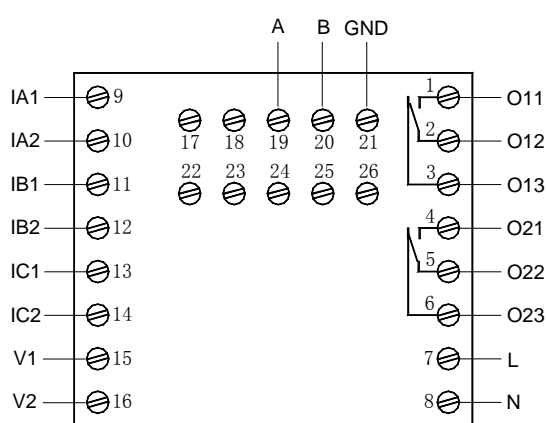 A B GND
IA1 9 1 O11
17 18 19 20 21
IA2 10 2 O12
22 23 24 25 26
IB1 11 3 O13
IB2 12 4 O21
IC1 13 5 O22
IC2 14 6 O23
V1 15 7 L
V2 16 8 N